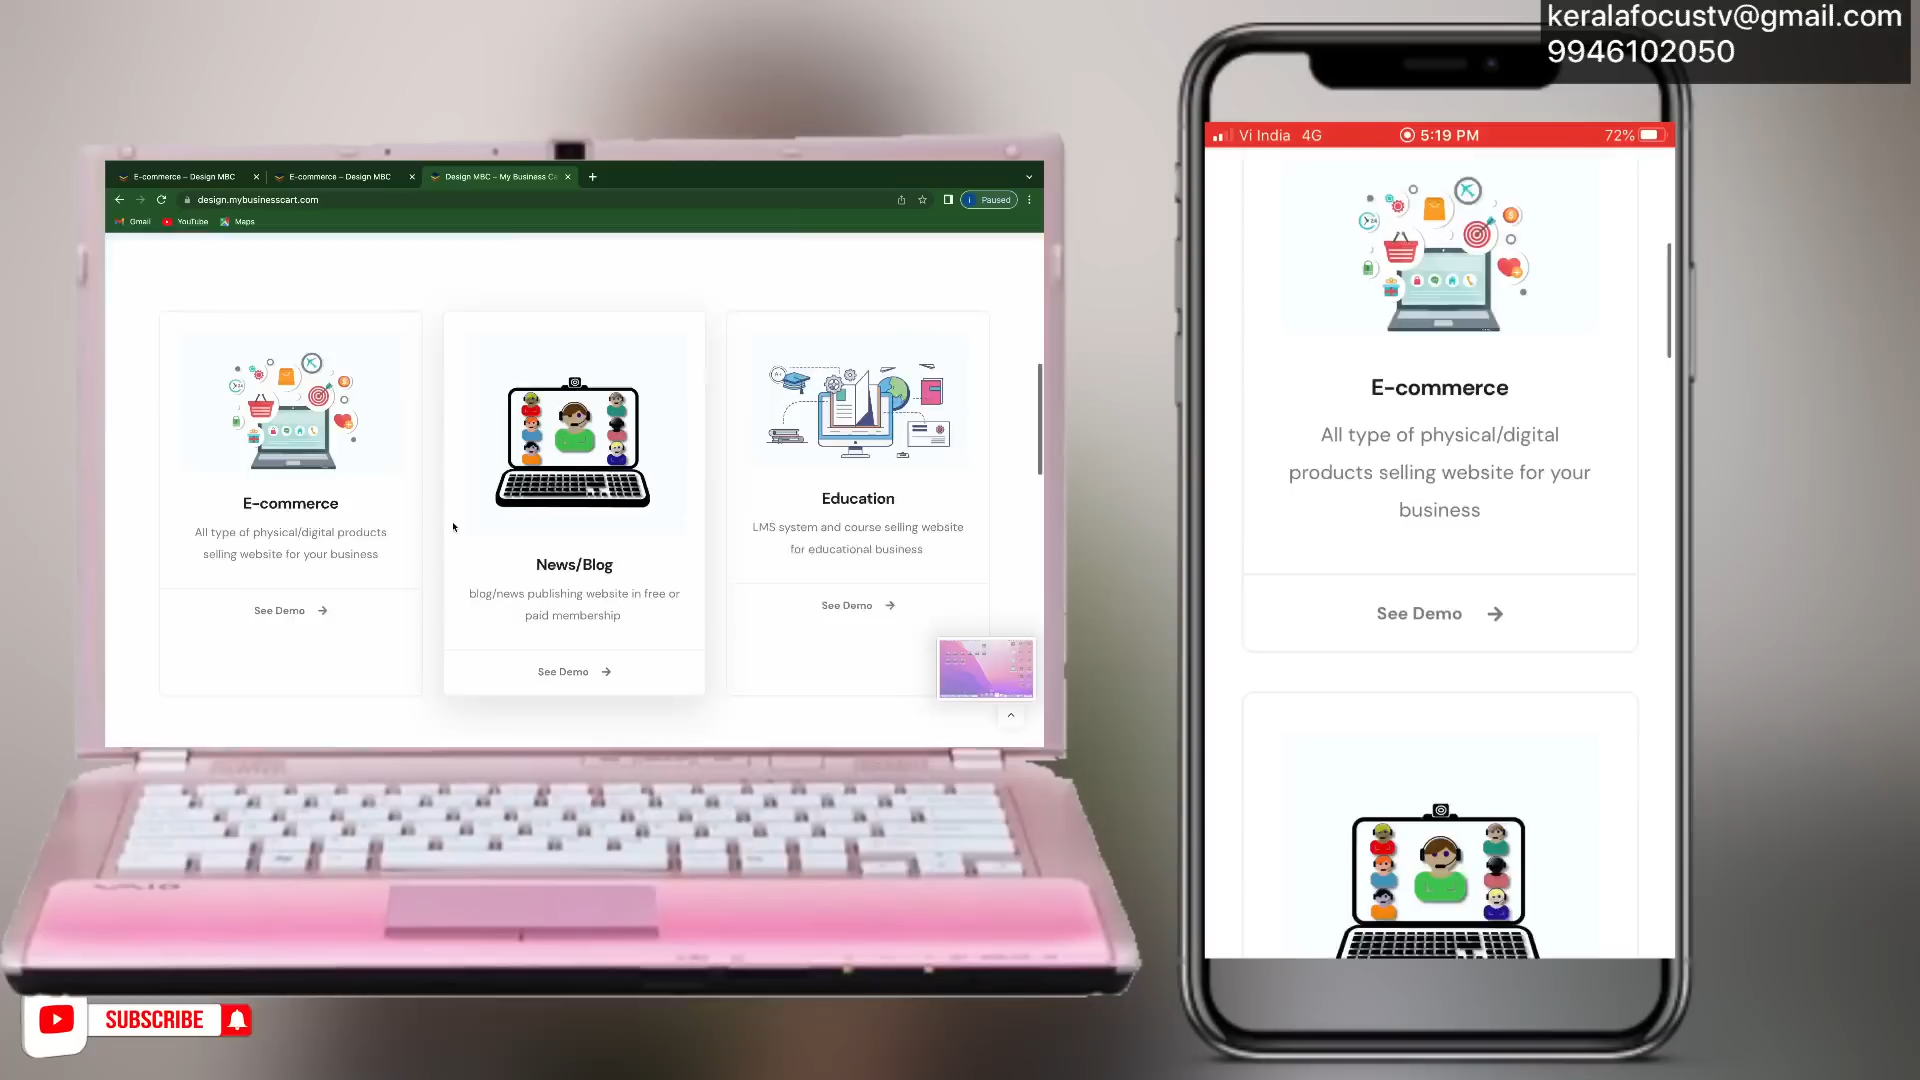 keralafocustv@gmail.com
9946102050
E-commerce – Design MBC
E-commerce – Design MBC
Design MBC – My Business Ca
design.mybusinesscart.com
i
Paused
Gmail
YouTube
Maps
E-commerce
All type of physical/digital products
selling website for your business
See Demo
News/Blog
blog/news publishing website in free or
paid membership
See Demo
A+
Education
LMS system and course selling website
for educational business
See Demo
VAIO
SUBSCRIBE
Vi India 4G
5:19 PM
72%
E-commerce
All type of physical/digital
products selling website for your
business
See Demo